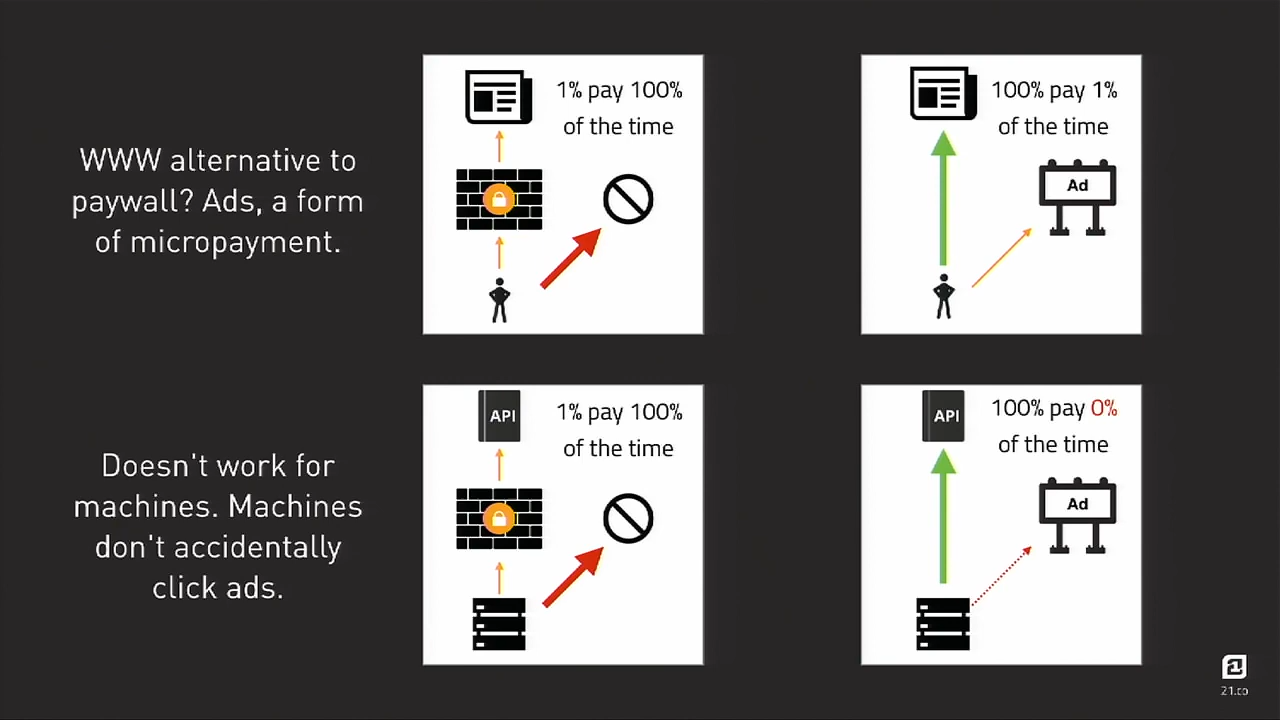 WWW alternative to
paywall? Ads, a form
of micropayment.
1% pay 100%
of the time
100% pay 1%
of the time
Ad
Doesn't work for
machines. Machines
don't accidentally
click ads.
API
1% pay 100%
of the time
API
100% pay 0%
of the time
Ad
21.co